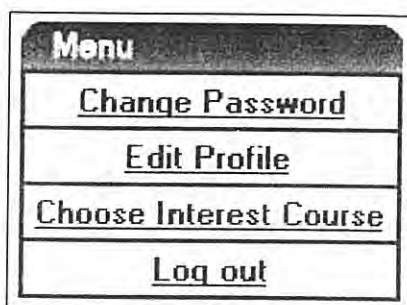 Menu
Change Password
Edit Profile
Choose Interest Course
Log out